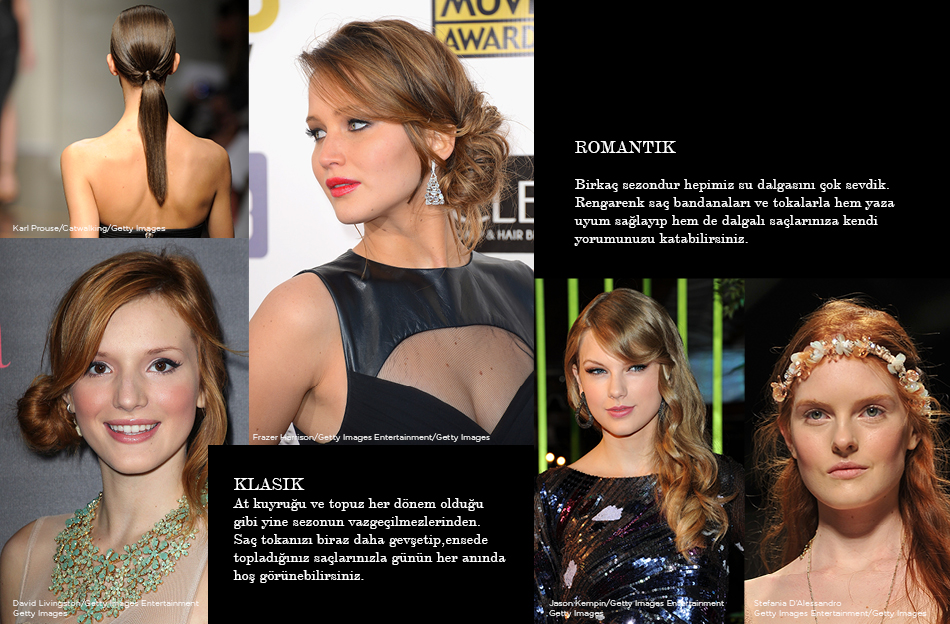 MOVI
AWARD
Karl Prouse/Catwalking/Getty Images
ROMANTIK
Birkaç sezondur hepimiz su dalgasını çok sevdik.
Rengarenk saç bandanaları ve tokalarla hem yaza
uyum sağlayıp hem de dalgalı saçlarınıza kendi
yorumunuzu katabilirsiniz.
& HAIR B
Frazer Harrison/Getty Images Entertainment/Getty Images
KLASIK
At kuyruğu ve topuz her dönem olduğu
gibi yine sezonun vazgeçilmezlerinden.
Saç tokanızı biraz daha gevşetip,ensede
topladığınız saçlarınızla günün her anında
hoş görünebilirsiniz.
David Livingston/Getty Images Entertainment
Getty Images
Jason Kempin/Getty Images Entertainment
Getty Images
Stefania D'Alessandro
Getty Images Entertainment/Getty Images